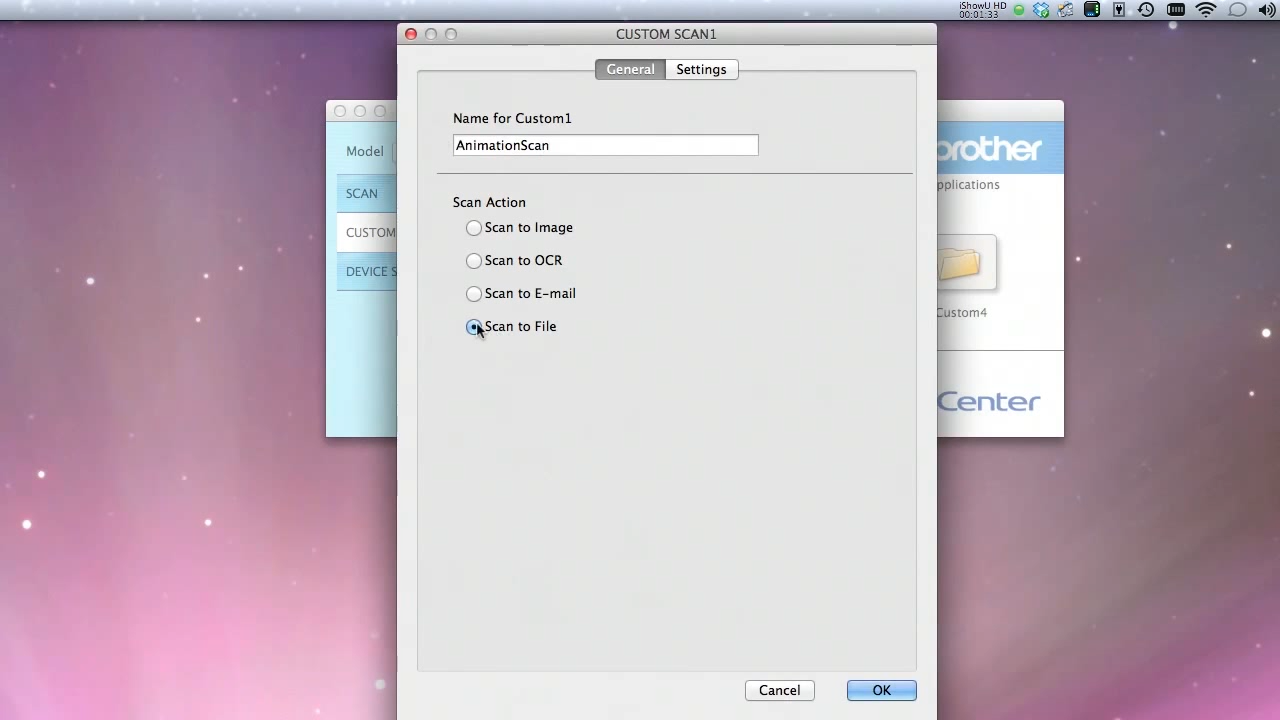 iShowU HD
00:01:33
CUSTOM SCAN1
General
Settings
Name for Custom1
AnimationScan
Scan Action
Scan to Image
Scan to OCR
Scan to E-mail
Scan to File
Cancel
OK
Model
SCAN
CUSTOM
DEVICE S
brother
pplications
Custom4
Center